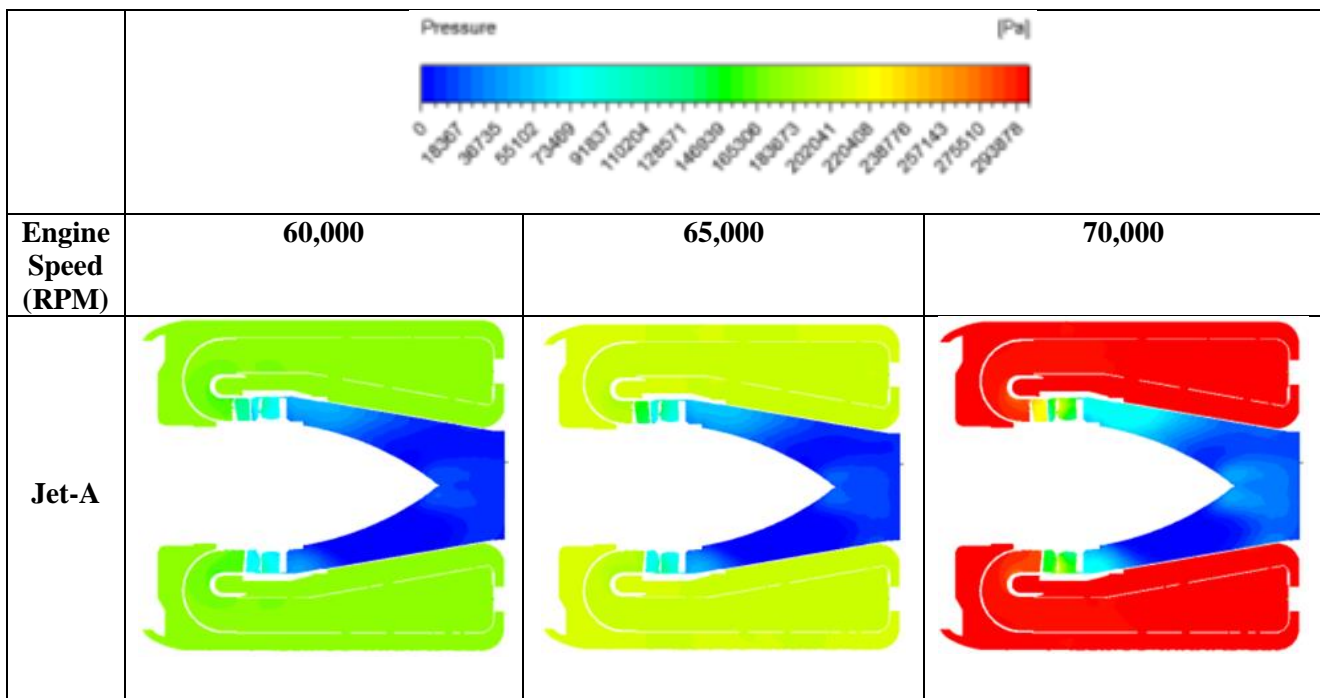 Pressure [Pa]
0 18367 36735 55102 73469 91837 110204 128571 146939 165306 183673 202041 220408 238776 257143 275510 293878
Engine
Speed
(RPM)
60,000 65,000 70,000
Jet-A